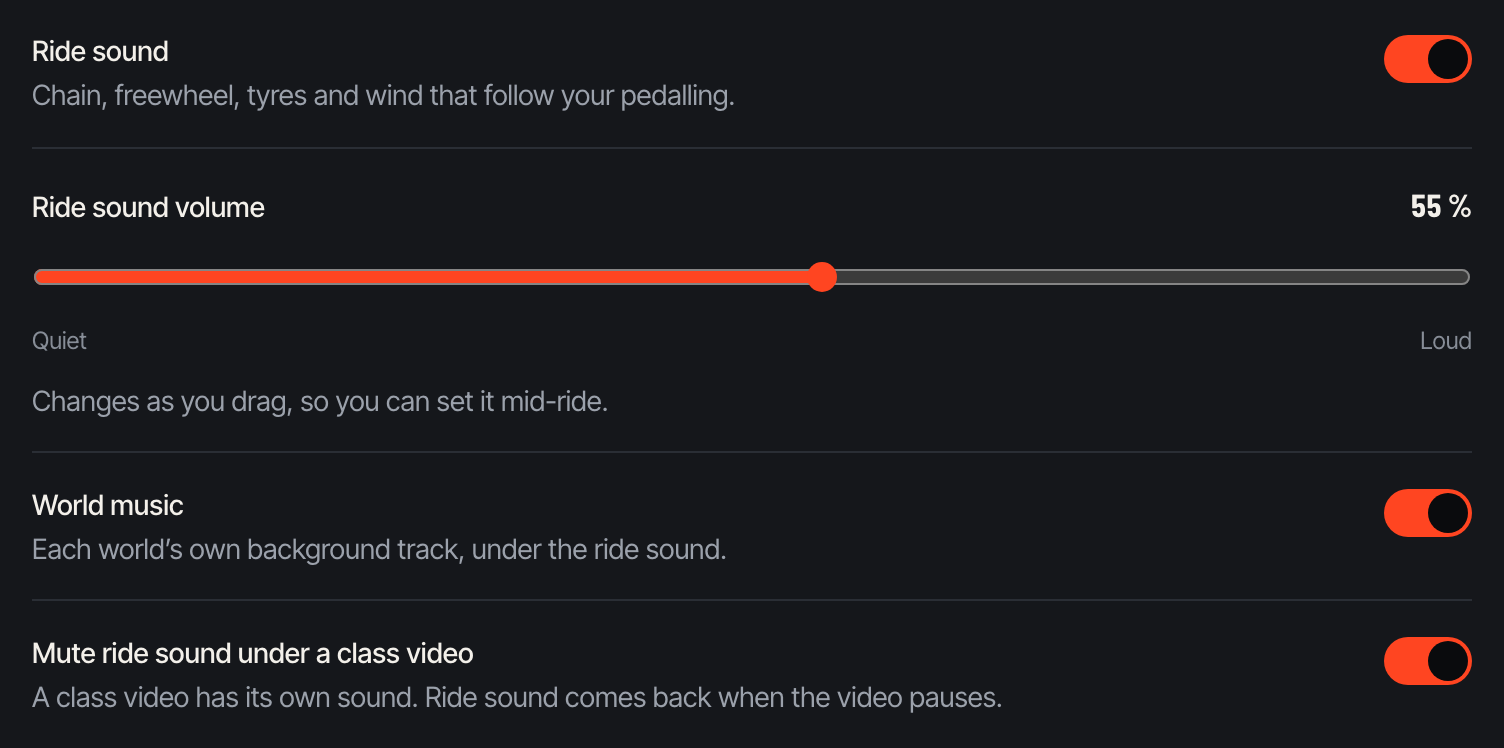 Ride sound
Chain, freewheel, tyres and wind that follow your pedalling.
Ride sound volume
55 %
Quiet
Loud
Changes as you drag, so you can set it mid-ride.
World music
Each world’s own background track, under the ride sound.
Mute ride sound under a class video
A class video has its own sound. Ride sound comes back when the video pauses.